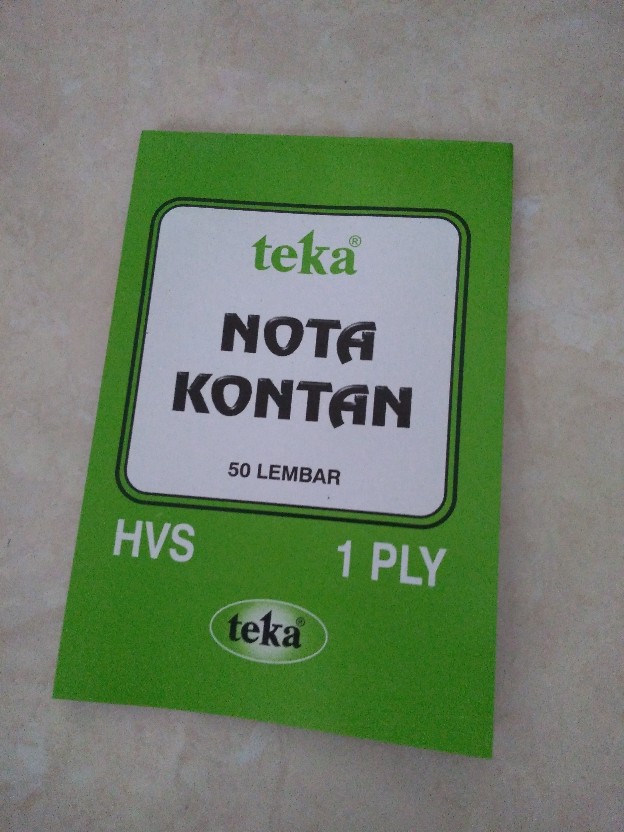 teka®
NOTA
KONTAN
50 LEMBAR
HVS 1 PLY
teka®